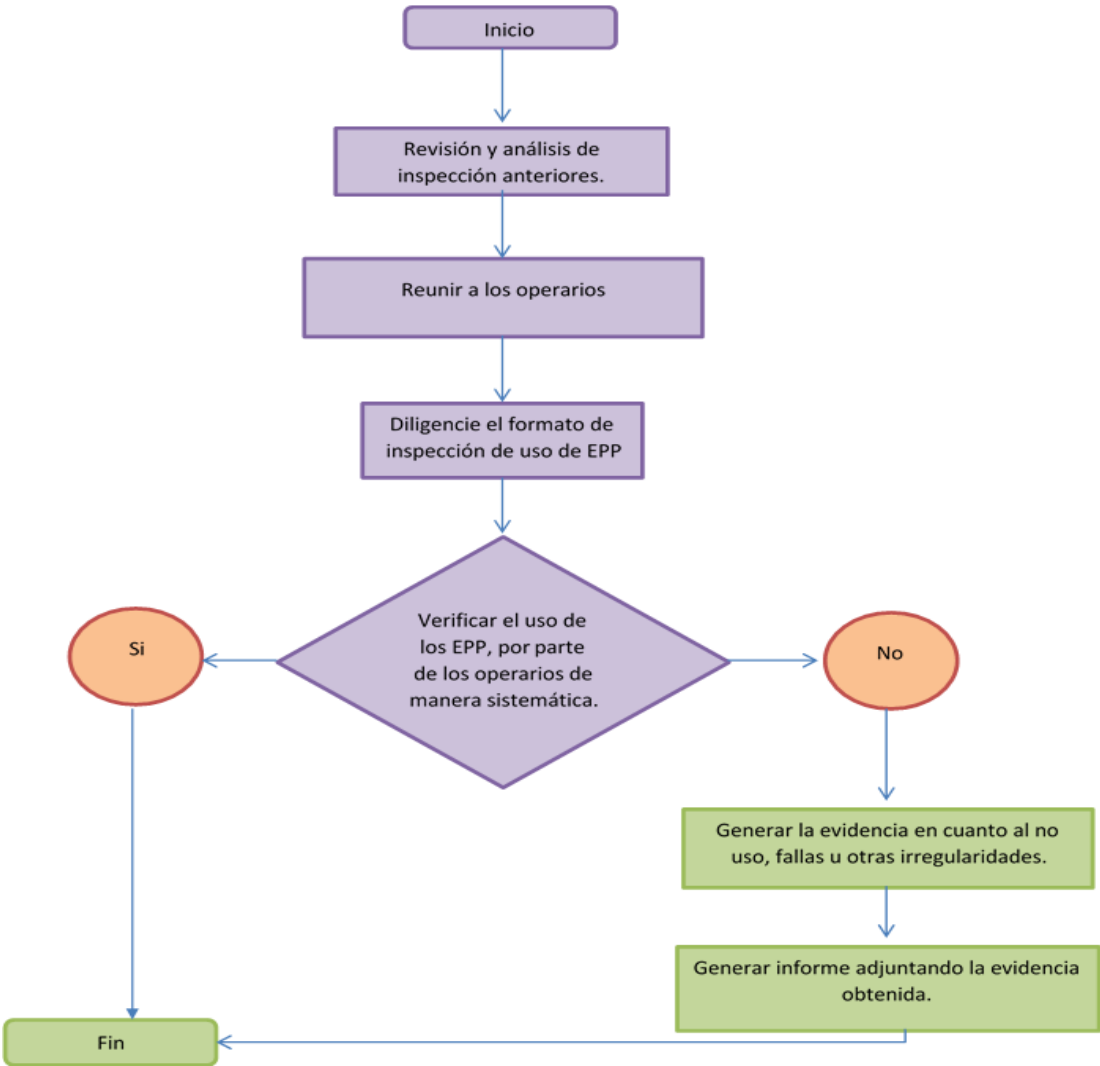 Inicio
Revisión y análisis de
inspección anteriores.
Reunir a los operarios
Diligencie el formato de
inspección de uso de EPP
Verificar el uso de
los EPP, por parte
de los operarios de
manera sistemática.
Si
No
Generar la evidencia en cuanto al no
uso, fallas u otras irregularidades.
Generar informe adjuntando la evidencia
obtenida.
Fin